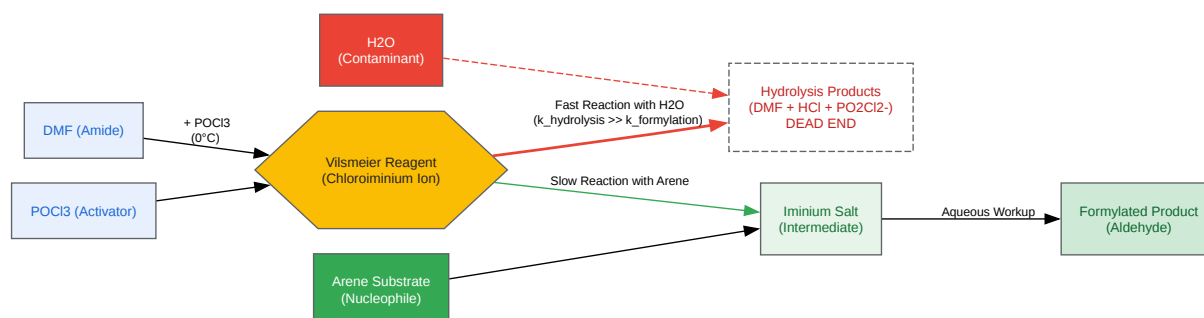 H2O
(Contaminant)
Hydrolysis Products
(DMF + HCl + PO2Cl2-)
DEAD END
Fast Reaction with H2O
(k_hydrolysis >> k_formylation)
DMF (Amide)
+ POCl3
(0°C)
Vilsmeier Reagent
(Chloroiminium Ion)
POCl3 (Activator)
Slow Reaction with Arene
Iminium Salt
(Intermediate)
Aqueous Workup
Formylated Product
(Aldehyde)
Arene Substrate
(Nucleophile)